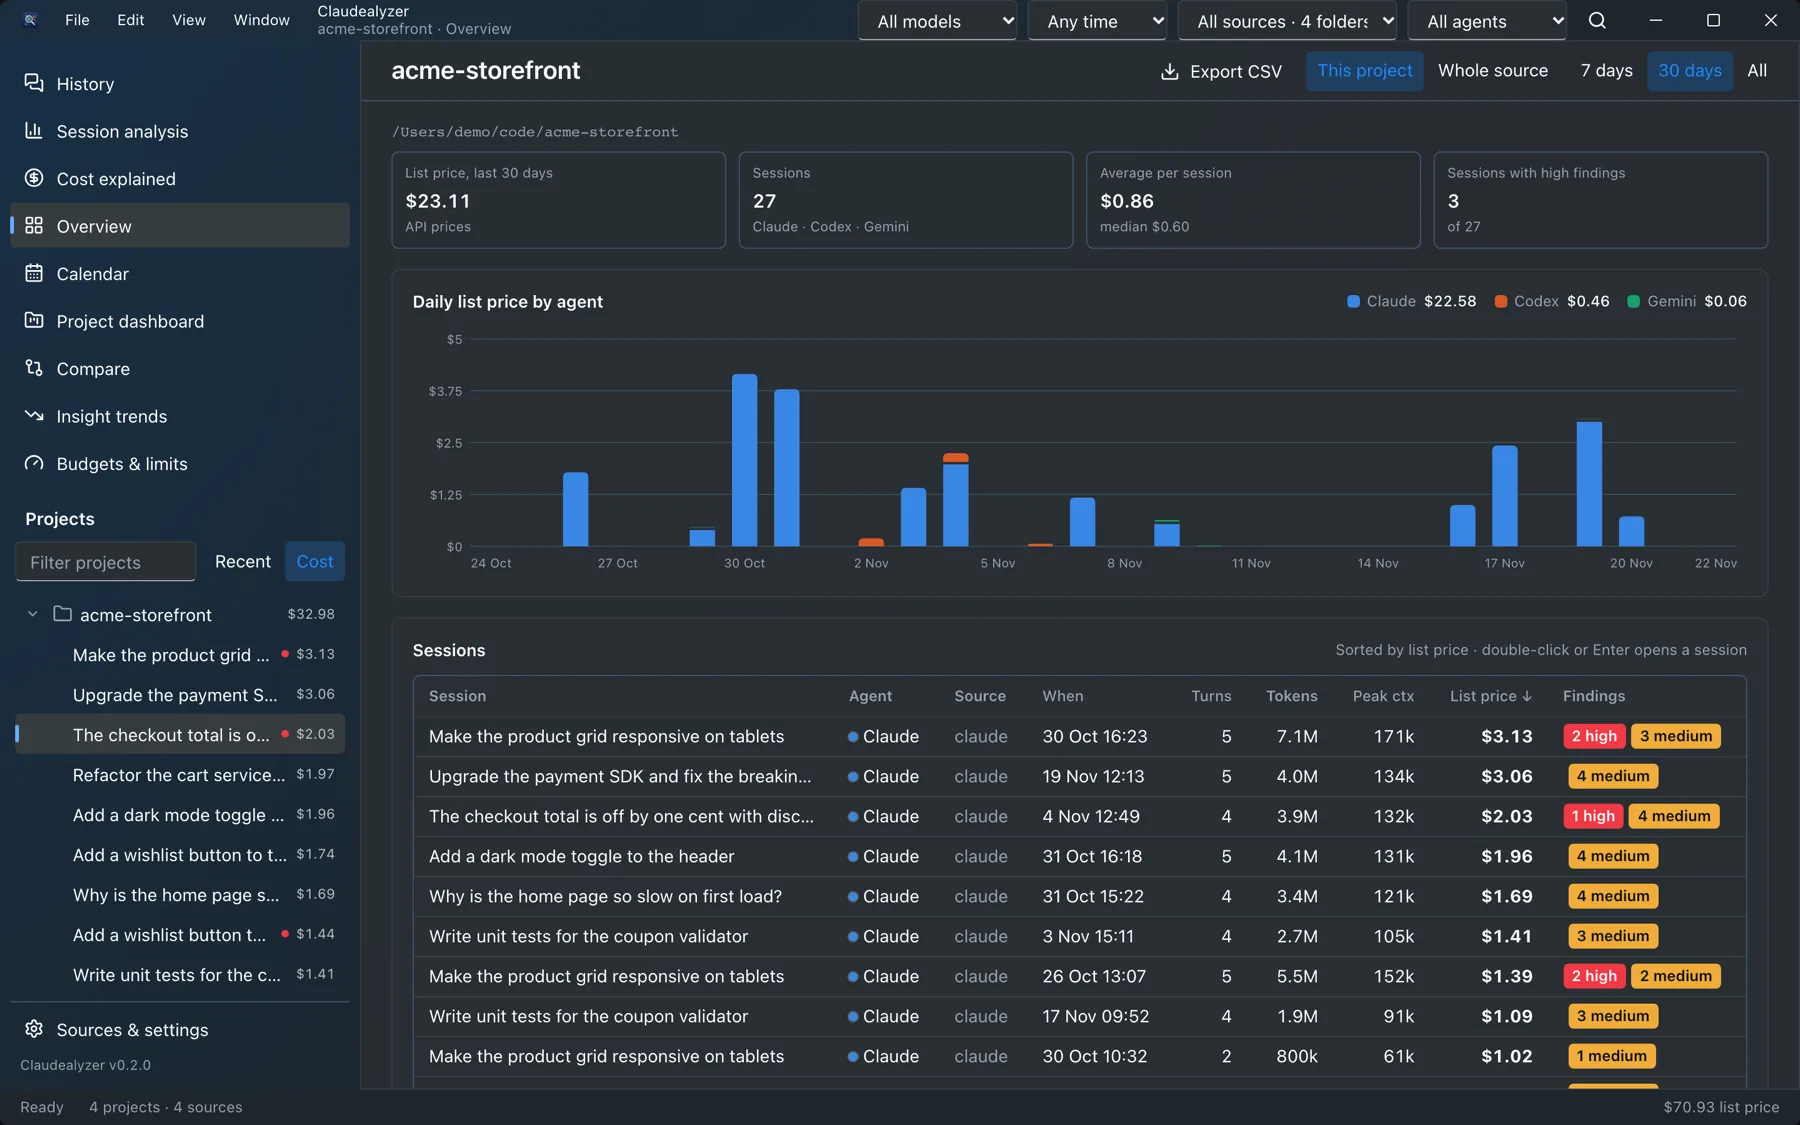 File Edit View Window
Claudealyzer
acme-storefront · Overview
All models
Any time
All sources · 4 folders
All agents
History
Session analysis
Cost explained
Overview
Calendar
Project dashboard
Compare
Insight trends
Budgets & limits
Projects
Filter projects
Recent
Cost
acme-storefront $32.98
Make the product grid ... $3.13
Upgrade the payment S... $3.06
The checkout total is o... $2.03
Refactor the cart service... $1.97
Add a dark mode toggle ... $1.96
Add a wishlist button to t... $1.74
Why is the home page s... $1.69
Add a wishlist button t... $1.44
Write unit tests for the c... $1.41
Sources & settings
Claudealyzer v0.2.0
acme-storefront
Export CSV
This project
Whole source
7 days
30 days
All
/Users/demo/code/acme-storefront
List price, last 30 days
$23.11
API prices
Sessions
27
Claude · Codex · Gemini
Average per session
$0.86
median $0.60
Sessions with high findings
3
of 27
Daily list price by agent
Claude $22.58 Codex $0.46 Gemini $0.06
$5
$3.75
$2.5
$1.25
$0
24 Oct 27 Oct 30 Oct 2 Nov 5 Nov 8 Nov 11 Nov 14 Nov 17 Nov 20 Nov 22 Nov
Sessions
Sorted by list price · double-click or Enter opens a session
Session Agent Source When Turns Tokens Peak ctx List price ↓ Findings
Make the product grid responsive on tablets Claude claude 30 Oct 16:23 5 7.1M 171k $3.13 2 high 3 medium
Upgrade the payment SDK and fix the breakin... Claude claude 19 Nov 12:13 5 4.0M 134k $3.06 4 medium
The checkout total is off by one cent with disc... Claude claude 4 Nov 12:49 4 3.9M 132k $2.03 1 high 4 medium
Add a dark mode toggle to the header Claude claude 31 Oct 16:18 5 4.1M 131k $1.96 4 medium
Why is the home page so slow on first load? Claude claude 31 Oct 15:22 4 3.4M 121k $1.69 4 medium
Write unit tests for the coupon validator Claude claude 3 Nov 15:11 4 2.7M 105k $1.41 3 medium
Make the product grid responsive on tablets Claude claude 26 Oct 13:07 5 5.5M 152k $1.39 2 high 2 medium
Write unit tests for the coupon validator Claude claude 17 Nov 09:52 4 1.9M 91k $1.09 3 medium
Make the product grid responsive on tablets Claude claude 30 Oct 10:32 2 800k 61k $1.02 1 medium
Ready
4 projects · 4 sources
$70.93 list price